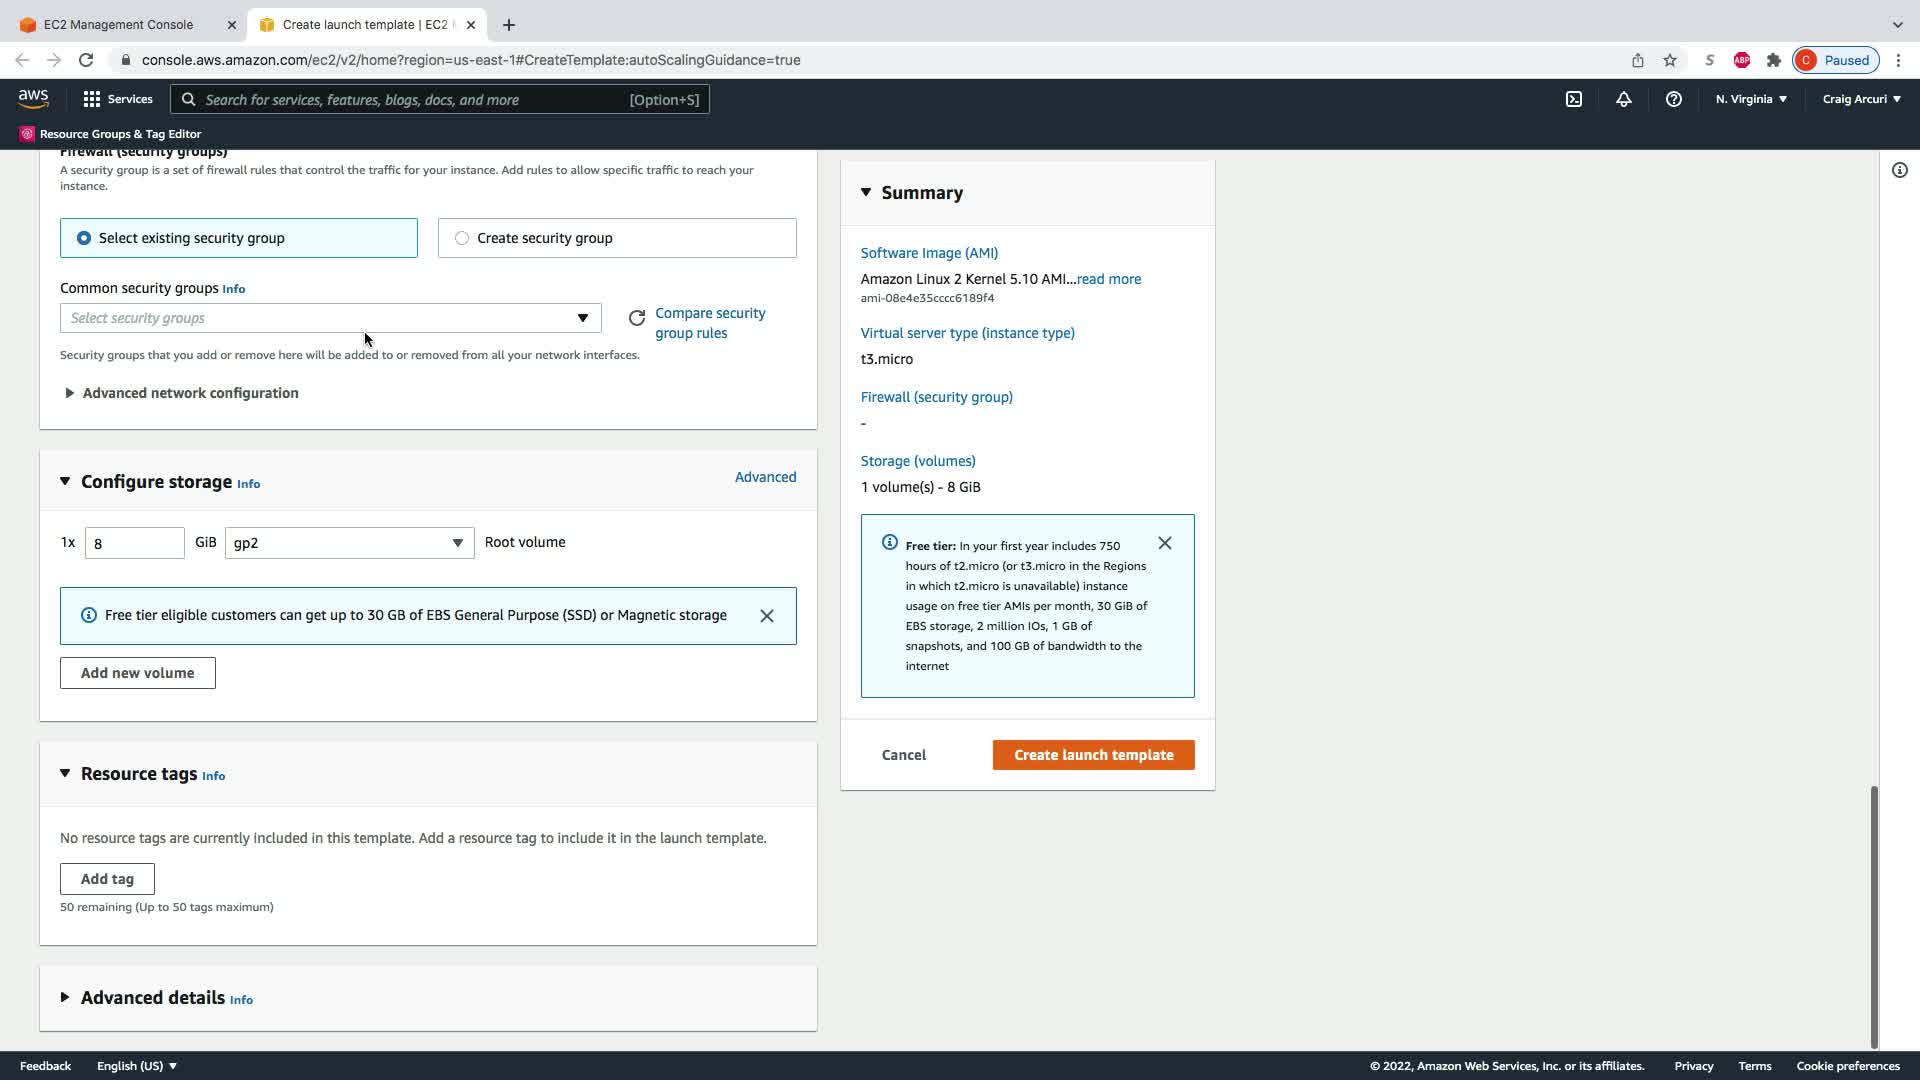 EC2 Management Console
Create launch template | EC2
console.aws.amazon.com/ec2/v2/home?region=us-east-1#CreateTemplate:autoScalingGuidance=true
S
ABP
C
Paused
aws
Services
Search for services, features, blogs, docs, and more
[Option+S]
N. Virginia
Craig Arcuri
Resource Groups & Tag Editor
Firewall (security groups)
A security group is a set of firewall rules that control the traffic for your instance. Add rules to allow specific traffic to reach your
instance.
Select existing security group
Create security group
Common security groups Info
Select security groups
Compare security
group rules
Security groups that you add or remove here will be added to or removed from all your network interfaces.
Advanced network configuration
Configure storage Info
Advanced
1x
8
GiB
gp2
Root volume
Free tier eligible customers can get up to 30 GB of EBS General Purpose (SSD) or Magnetic storage
Add new volume
Resource tags Info
No resource tags are currently included in this template. Add a resource tag to include it in the launch template.
Add tag
50 remaining (Up to 50 tags maximum)
Advanced details Info
Summary
Software Image (AMI)
Amazon Linux 2 Kernel 5.10 AMI...read more
ami-08e4e35cccc6189f4
Virtual server type (instance type)
t3.micro
Firewall (security group)
-
Storage (volumes)
1 volume(s) - 8 GiB
Free tier: In your first year includes 750
hours of t2.micro (or t3.micro in the Regions
in which t2.micro is unavailable) instance
usage on free tier AMIs per month, 30 GiB of
EBS storage, 2 million IOs, 1 GB of
snapshots, and 100 GB of bandwidth to the
internet
Cancel
Create launch template
Feedback
English (US)
© 2022, Amazon Web Services, Inc. or its affiliates.
Privacy
Terms
Cookie preferences